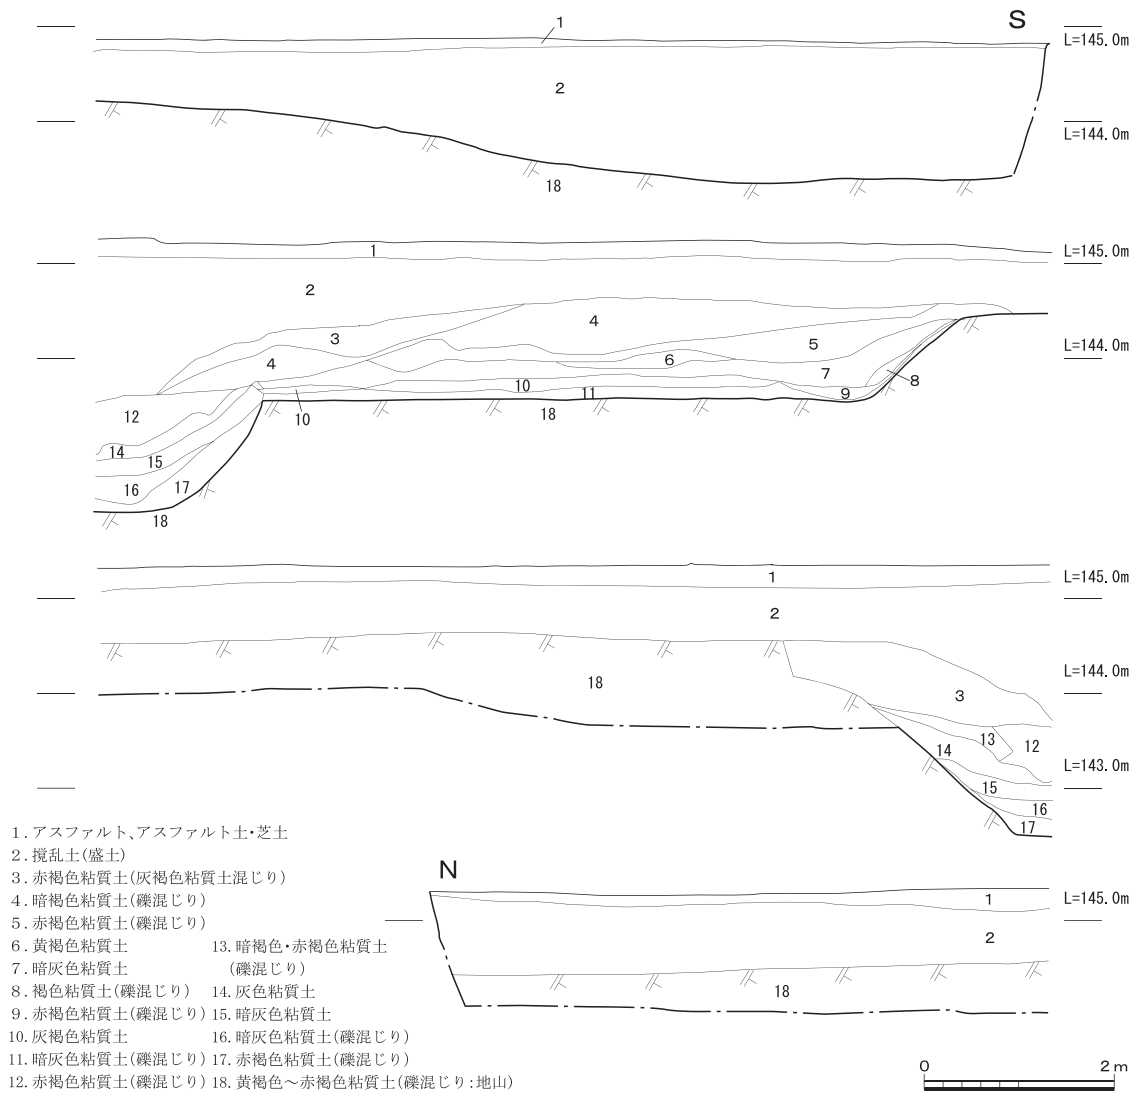 1
S
L=145.0m
2
L=144.0m
18
1
L=145.0m
2
4
3
5
L=144.0m
4
6
7
8
10
11
9
12
10
18
14
15
16
17
18
1
L=145.0m
2
L=144.0m
18
3
13
12
14
L=143.0m
15
16
17
1. アスファルト、アスファルト土・芝土
2. 撹乱土(盛土)
3. 赤褐色粘質土(灰褐色粘質土混じり)
4. 暗褐色粘質土(礫混じり)
5. 赤褐色粘質土(礫混じり)
6. 黄褐色粘質土
7. 暗灰色粘質土
8. 褐色粘質土(礫混じり)
9. 赤褐色粘質土(礫混じり)
10. 灰褐色粘質土
11. 暗灰色粘質土(礫混じり)
12. 赤褐色粘質土(礫混じり)
13. 暗褐色・赤褐色粘質土
(礫混じり)
14. 灰色粘質土
15. 暗灰色粘質土
16. 暗灰色粘質土(礫混じり)
17. 赤褐色粘質土(礫混じり)
18. 黄褐色～赤褐色粘質土(礫混じり:地山)
N
1
L=145.0m
2
18
0 2m